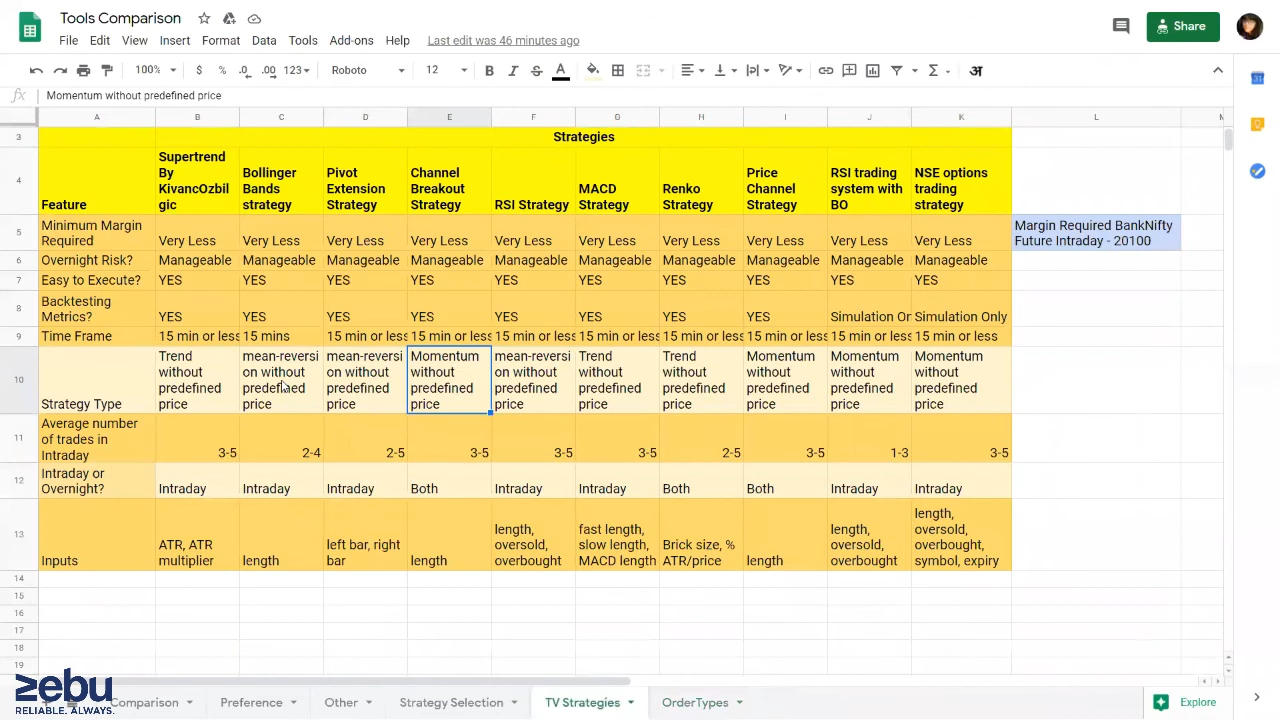 Tools Comparison
File Edit View Insert Format Data Tools Add-ons Help Last edit was 46 minutes ago
Share
100% $ % .0 .00 123 Roboto 12 B I S A अ
fx Momentum without predefined price
A B C D E F G H I J K L
3 Strategies
4 Feature
Supertrend
By
KivancOzbil
gic
Bollinger
Bands
strategy
Pivot
Extension
Strategy
Channel
Breakout
Strategy
RSI Strategy
MACD
Strategy
Renko
Strategy
Price
Channel
Strategy
RSI trading
system with
BO
NSE options
trading
strategy
5 Minimum Margin
Required
Very Less Very Less Very Less Very Less Very Less Very Less Very Less Very Less Very Less Very Less
Margin Required BankNifty
Future Intraday - 20100
6 Overnight Risk? Manageable Manageable Manageable Manageable Manageable Manageable Manageable Manageable Manageable Manageable
7 Easy to Execute? YES YES YES YES YES YES YES YES YES YES
8 Backtesting
Metrics?
YES YES YES YES YES YES YES YES Simulation Or Simulation Only
9 Time Frame 15 min or less 15 mins 15 min or less 15 min or less 15 min or less 15 min or less 15 min or less 15 min or less 15 min or less 15 min or less
10 Strategy Type
Trend
without
predefined
price
mean-reversi
on without
predefined
price
mean-reversi
on without
predefined
price
Momentum
without
predefined
price
mean-reversi
on without
predefined
price
Trend
without
predefined
price
Trend
without
predefined
price
Momentum
without
predefined
price
Momentum
without
predefined
price
Momentum
without
predefined
price
11 Average number
of trades in
Intraday
3-5 2-4 2-5 3-5 3-5 3-5 2-5 3-5 1-3 3-5
12 Intraday or
Overnight?
Intraday Intraday Intraday Both Intraday Intraday Both Both Intraday Intraday
13 Inputs
ATR, ATR
multiplier
length
left bar, right
bar
length
length,
oversold,
overbought
fast length,
slow length,
MACD length
Brick size, %
ATR/price
length
length,
oversold,
overbought
length,
oversold,
overbought,
symbol, expiry
14
15
16
17
18
19
zebu
RELIABLE. ALWAYS.
Comparison Preference Other Strategy Selection TV Strategies OrderTypes Explore